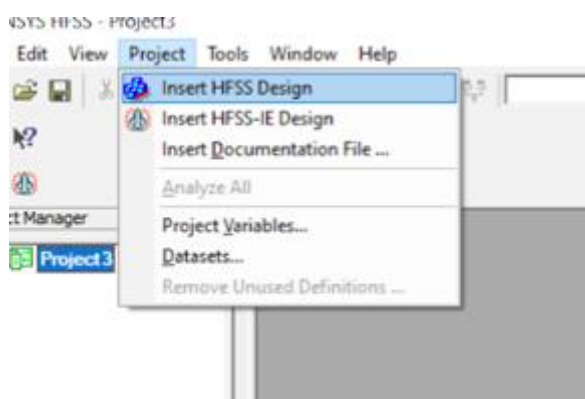 ANSYS HFSS - Project3
Edit View Project Tools Window Help
Insert HFSS Design
Insert HFSS-IE Design
Insert Documentation File ...
Analyze All
ct Manager
Project Variables...
Project3
Datasets...
Remove Unused Definitions ...